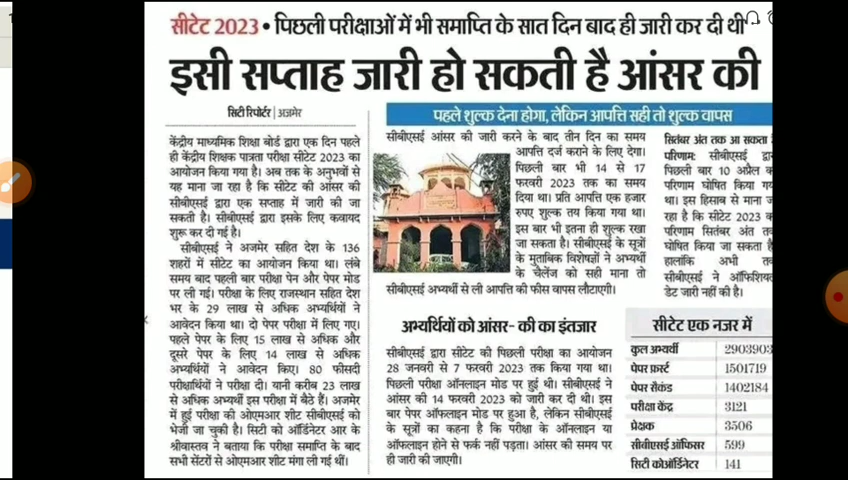 सीटेट 2023 • पिछली परीक्षाओं में भी समाप्ति के सात दिन बाद ही जारी कर दी थी
इसी सप्ताह जारी हो सकती है आंसर की
सिटी रिपोर्टर | अजमेर
केंद्रीय माध्यमिक शिक्षा बोर्ड द्वारा एक दिन पहले
ही केंद्रीय शिक्षक पात्रता परीक्षा सीटेट 2023 का
आयोजन किया गया है। अब तक के अनुभवों से
यह माना जा रहा है कि सीटेट की आंसर की
सीबीएसई द्वारा एक सप्ताह में जारी की जा
सकती है। सीबीएसई द्वारा इसके लिए कवायद
शुरू कर दी गई है।
सीबीएसई ने अजमेर सहित देश के 136
शहरों में सीटेट का आयोजन किया था। लंबे
समय बाद पहली बार परीक्षा पेन और पेपर मोड
पर ली गई। परीक्षा के लिए राजस्थान सहित देश
भर के 29 लाख से अधिक अभ्यर्थियों ने
आवेदन किया था। दो पेपर परीक्षा में लिए गए।
पहले पेपर के लिए 15 लाख से अधिक और
दूसरे पेपर के लिए 14 लाख से अधिक
अभ्यर्थियों ने आवेदन किए। 80 फीसदी
परीक्षार्थियों ने परीक्षा दी। यानी करीब 23 लाख
से अधिक अभ्यर्थी इस परीक्षा में बैठे हैं। अजमेर
में हुई परीक्षा की ओएमआर शीट सीबीएसई को
भेजी जा चुकी है। सिटी को ऑर्डिनेटर आर के
श्रीवास्तव ने बताया कि परीक्षा समाप्ति के बाद
सभी सेंटरों से ओएमआर शीट मंगा ली गई थीं।
पहले शुल्क देना होगा, लेकिन आपत्ति सही तो शुल्क वापस
सीबीएसई आंसर की जारी करने के बाद तीन दिन का समय
आपत्ति दर्ज कराने के लिए देगा।
पिछली बार भी 14 से 17
फरवरी 2023 तक का समय
दिया था। प्रति आपत्ति एक हजार
रुपए शुल्क तय किया गया था।
इस बार भी इतना ही शुल्क रखा
जा सकता है। सीबीएसई के सूत्रों
के मुताबिक विशेषज्ञों ने अभ्यर्थी
के चैलेंज को सही माना तो
सीबीएसई अभ्यर्थी से ली आपत्ति की फीस वापस लौटाएगी।
सितंबर अंत तक आ सकता
परिणाम: सीबीएसई
पिछली बार 10 अप्रैल
परिणाम घोषित किया
था। इस हिसाब से माना
रहा है कि सीटेट 2023
परिणाम सितंबर अंत
घोषित किया जा सकता
हालांकि अभी
सीबीएसई ने
डेट जारी नहीं की है।
अभ्यर्थियों को आंसर- की का इंतजार
सीबीएसई द्वारा सीटेट की पिछली परीक्षा का आयोजन
28 जनवरी से 7 फरवरी 2023 तक किया गया था।
पिछली परीक्षा ऑनलाइन मोड पर हुई थी। सीबीएसई ने
आंसर की 14 फरवरी 2023 को जारी कर दी थी। इस
बार पेपर ऑफलाइन मोड पर हुआ है, लेकिन सीबीएसई
के सूत्रों का कहना है कि परीक्षा के ऑनलाइन या
ऑफलाइन होने से फर्क नहीं पड़ता। आंसर की समय पर
ही जारी की जाएगी।
सीटेट एक नजर में
कुल अभ्यर्थी 2903903
पेपर फ़र्स्ट 1501719
पेपर सैकंड 1402184
परीक्षा केंद्र 3121
प्रेक्षक 3506
सीबीएसई ऑफिसर 599
सिटी कोऑर्डिनेटर 141